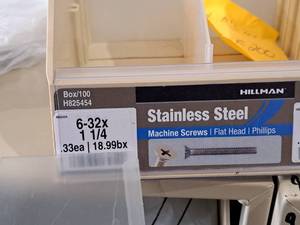 Box/100
H825454
HILLMAN
6-32x
1 1/4
.33ea | 18.99bx
Stainless Steel
Machine Screws | Flat Head | Phillips